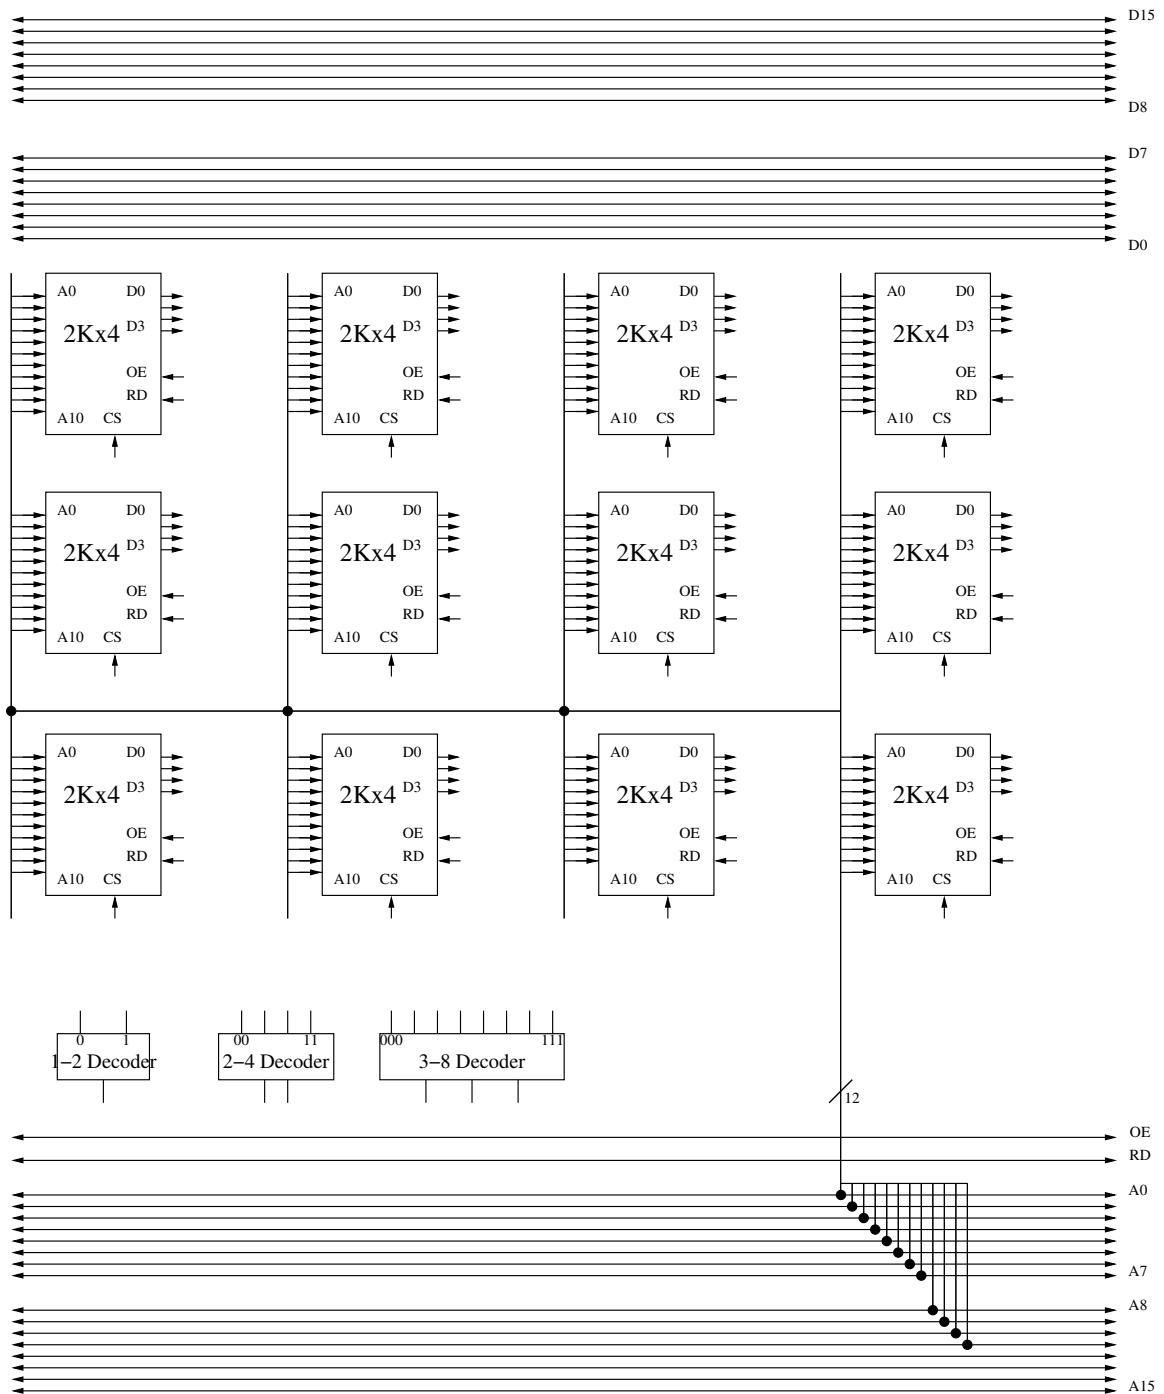 D15
D8
D7
D0
A0 D0 A0 D0 A0 D0 A0 D0
2Kx4 D3 2Kx4 D3 2Kx4 D3 2Kx4 D3
OE OE OE OE
RD RD RD RD
A10 CS A10 CS A10 CS A10 CS
A0 D0 A0 D0 A0 D0 A0 D0
2Kx4 D3 2Kx4 D3 2Kx4 D3 2Kx4 D3
OE OE OE OE
RD RD RD RD
A10 CS A10 CS A10 CS A10 CS
A0 D0 A0 D0 A0 D0 A0 D0
2Kx4 D3 2Kx4 D3 2Kx4 D3 2Kx4 D3
OE OE OE OE
RD RD RD RD
A10 CS A10 CS A10 CS A10 CS
0 1 00 11 000 111
1−2 Decoder 2−4 Decoder 3−8 Decoder
12
OE
RD
A0
A7
A8
A15